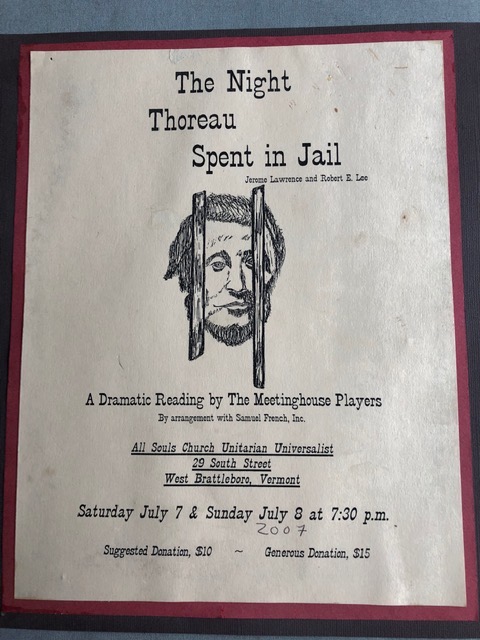 The Night
Thoreau
Spent in Jail
Jerome Lawrence and Robert E. Lee
A Dramatic Reading by The Meetinghouse Players
By arrangement with Samuel French, Inc.
All Souls Church Unitarian Universalist
29 South Street
West Brattleboro, Vermont
Saturday July 7 & Sunday July 8 at 7:30 p.m.
2007
Suggested Donation, $10 ~ Generous Donation, $15